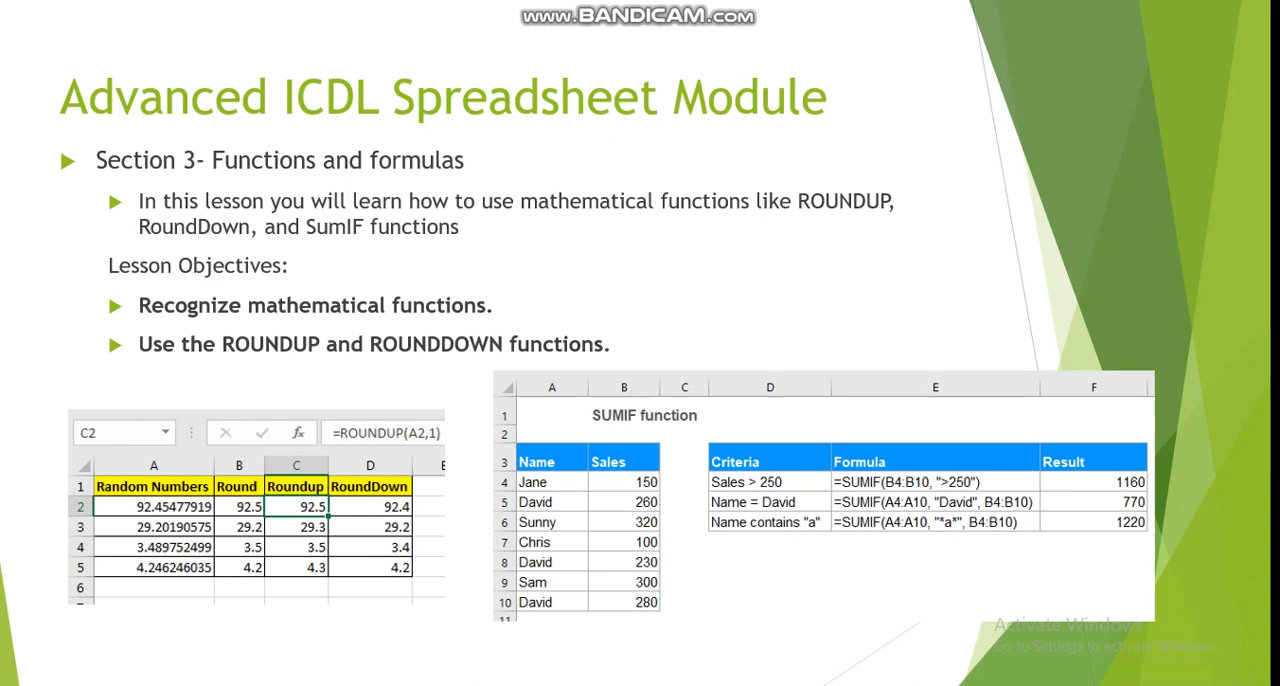 www.BANDICAM.com
Advanced ICDL Spreadsheet Module
Section 3- Functions and formulas
In this lesson you will learn how to use mathematical functions like ROUNDUP,
RoundDown, and SumIF functions
Lesson Objectives:
Recognize mathematical functions.
Use the ROUNDUP and ROUNDDOWN functions.
C2 fx =ROUNDUP(A2,1)
A B C D E
1 Random Numbers Round Roundup RoundDown
2 92.45477919 92.5 92.5 92.4
3 29.20190575 29.2 29.3 29.2
4 3.489752499 3.5 3.5 3.4
5 4.246246035 4.2 4.3 4.2
6
A B C D E F
1 SUMIF function
2
3 Name Sales Criteria Formula Result
4 Jane 150 Sales > 250 =SUMIF(B4:B10, ">250") 1160
5 David 260 Name = David =SUMIF(A4:A10, "David", B4:B10) 770
6 Sunny 320 Name contains "a" =SUMIF(A4:A10, "*a*", B4:B10) 1220
7 Chris 100
8 David 230
9 Sam 300
10 David 280
11
Activate Windows
Go to Settings to activate Windows.